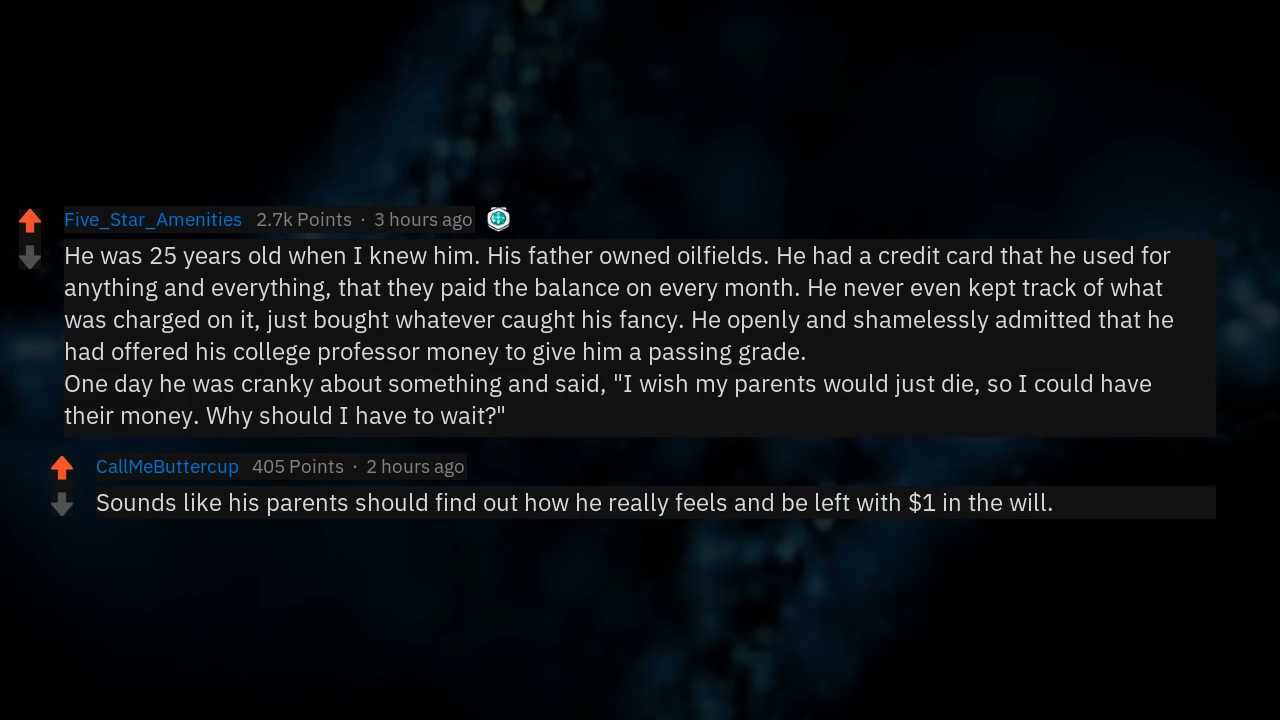 Five_Star_Amenities 2.7k Points · 3 hours ago
He was 25 years old when I knew him. His father owned oilfields. He had a credit card that he used for
anything and everything, that they paid the balance on every month. He never even kept track of what
was charged on it, just bought whatever caught his fancy. He openly and shamelessly admitted that he
had offered his college professor money to give him a passing grade.
One day he was cranky about something and said, "I wish my parents would just die, so I could have
their money. Why should I have to wait?"
CallMeButtercup 405 Points · 2 hours ago
Sounds like his parents should find out how he really feels and be left with $1 in the will.